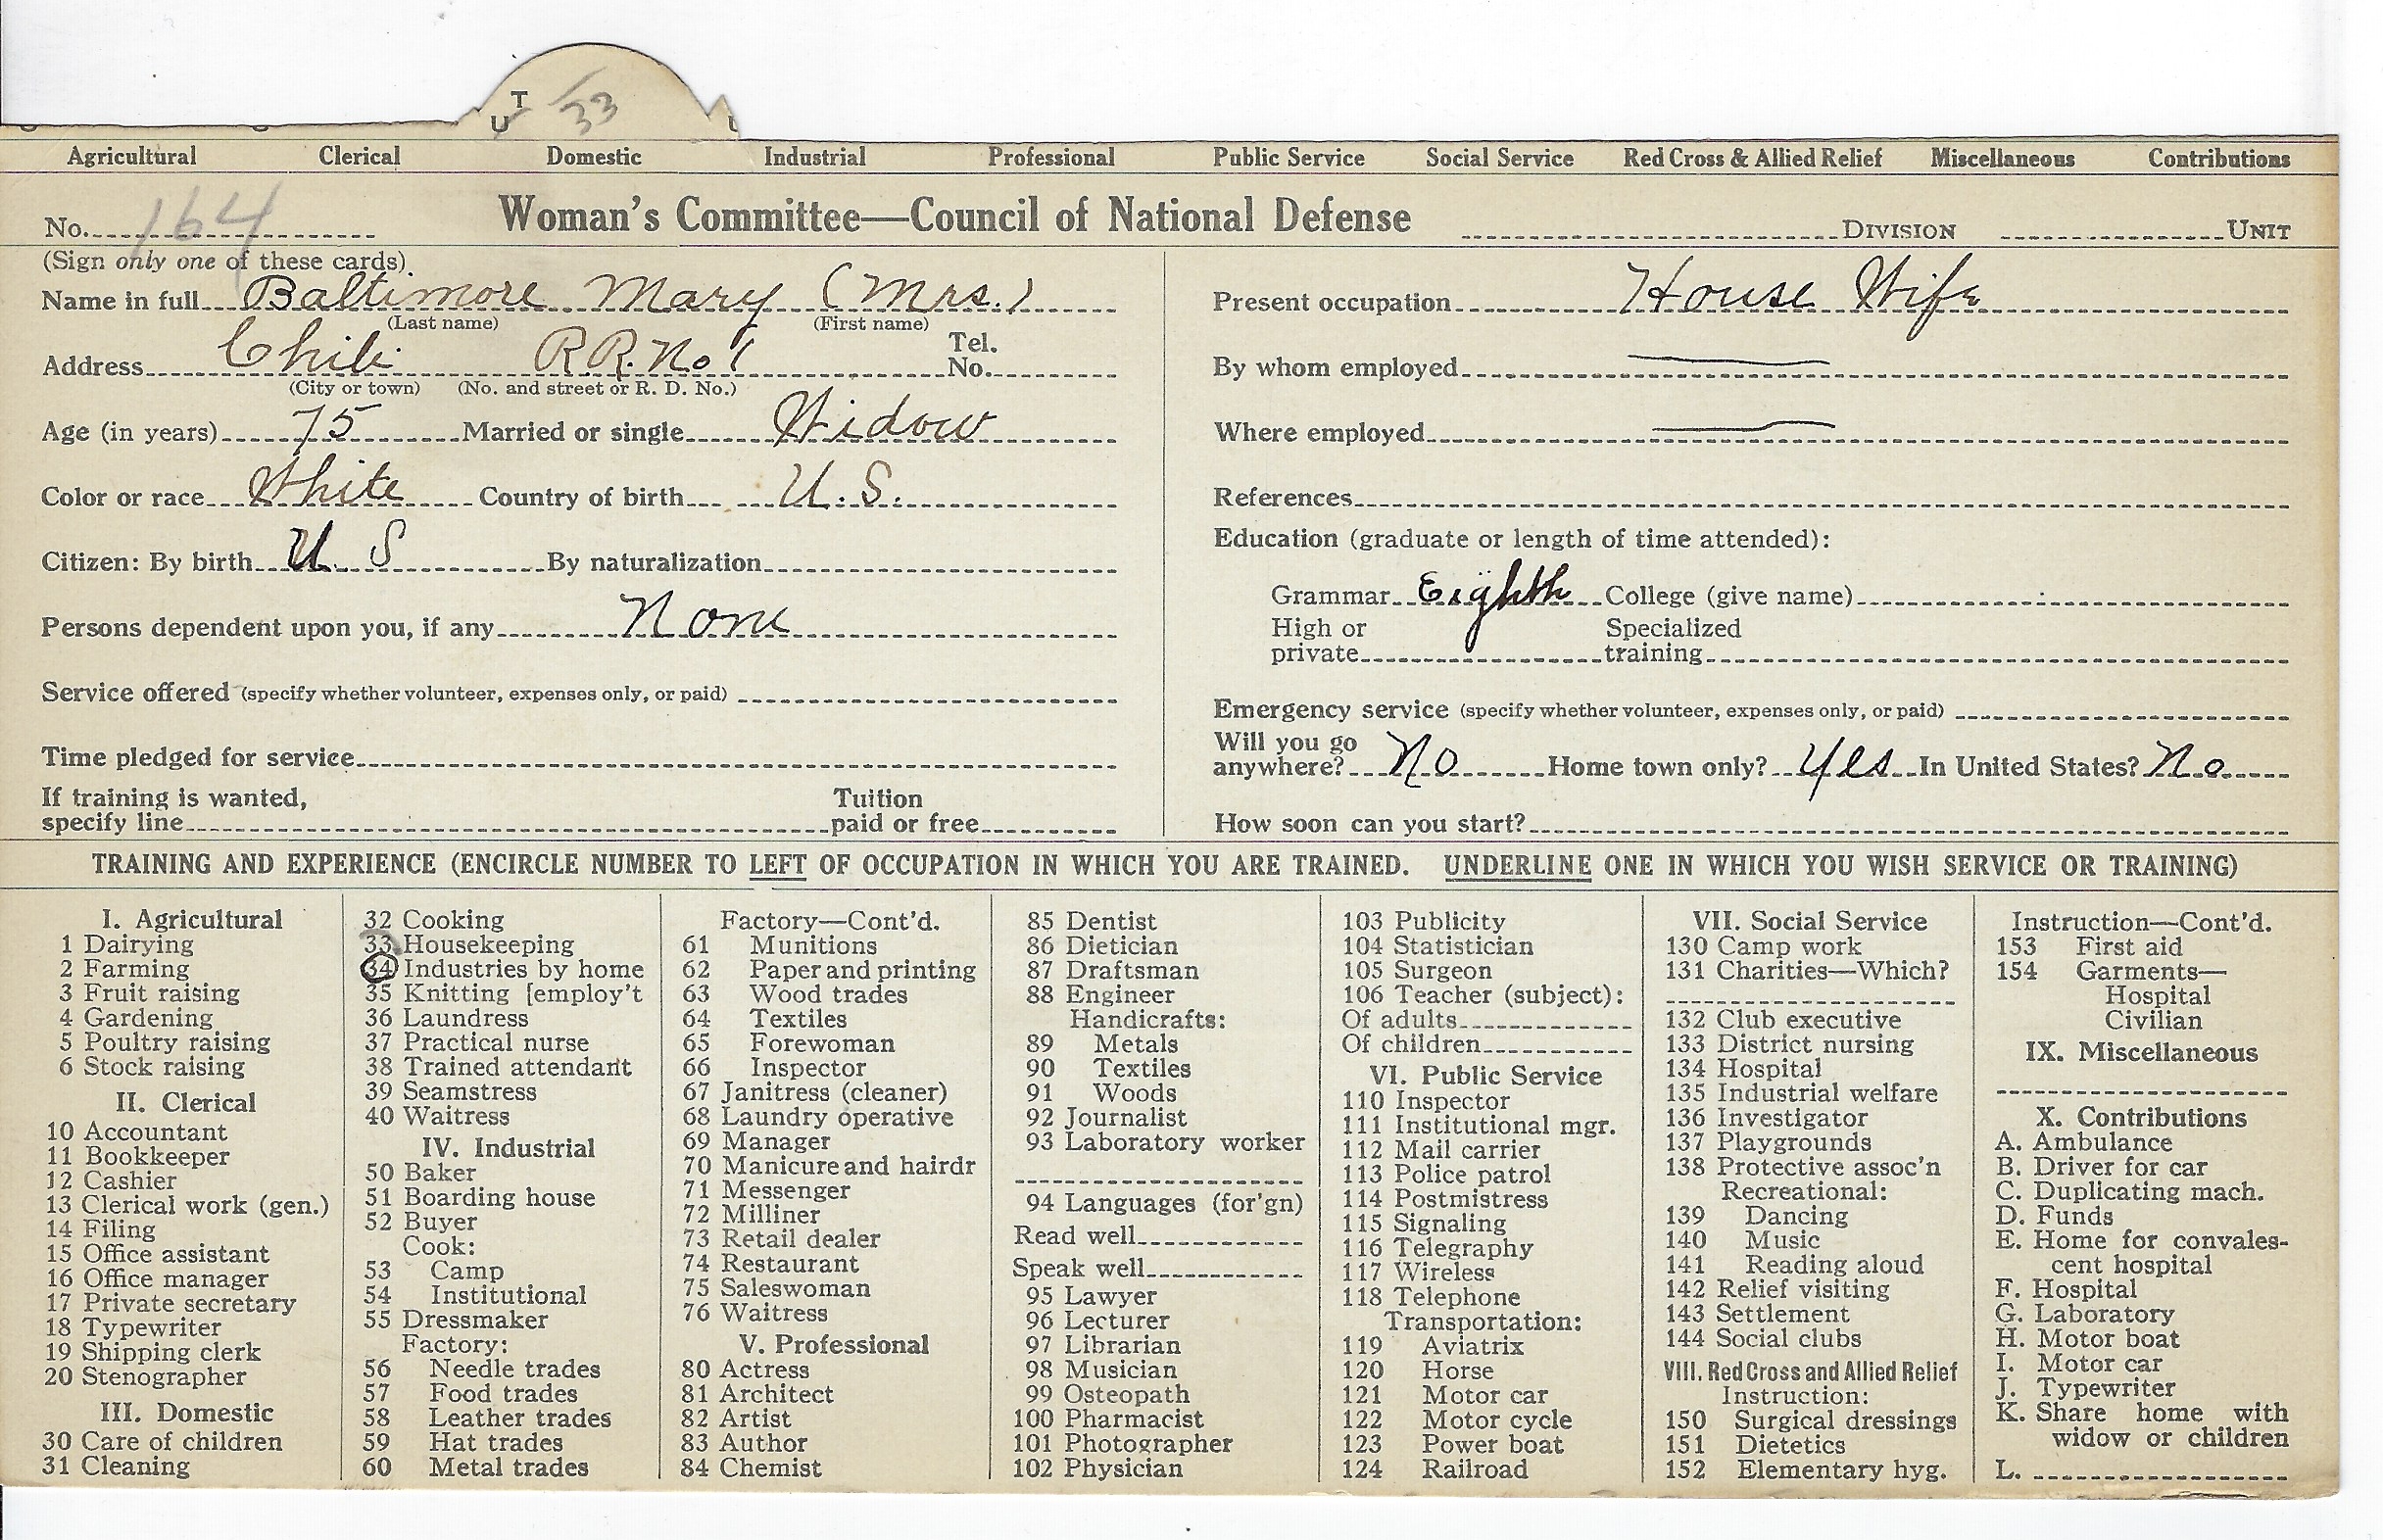 T
U 33
Agricultural Clerical Domestic Industrial Professional Public Service Social Service Red Cross & Allied Relief Miscellaneous Contributions
No. 164 Woman's Committee—Council of National Defense DIVISION UNIT
(Sign only one of these cards)
Name in full Baltimore Mary (Mrs.)
(Last name) (First name)
Address Chili R.R. No 1 Tel. No.
(City or town) (No. and street or R. D. No.)
Age (in years) 75 Married or single Widow
Color or race White Country of birth U.S.
Citizen: By birth U. S By naturalization
Persons dependent upon you, if any None
Service offered (specify whether volunteer, expenses only, or paid)
Time pledged for service
If training is wanted, specify line Tuition paid or free
Present occupation House Wife
By whom employed
Where employed
References
Education (graduate or length of time attended):
Grammar Eighth College (give name)
High or private Specialized training
Emergency service (specify whether volunteer, expenses only, or paid)
Will you go anywhere? No Home town only? Yes In United States? No
How soon can you start?
TRAINING AND EXPERIENCE (ENCIRCLE NUMBER TO LEFT OF OCCUPATION IN WHICH YOU ARE TRAINED. UNDERLINE ONE IN WHICH YOU WISH SERVICE OR TRAINING)
I. Agricultural
1 Dairying
2 Farming
3 Fruit raising
4 Gardening
5 Poultry raising
6 Stock raising
II. Clerical
10 Accountant
11 Bookkeeper
12 Cashier
13 Clerical work (gen.)
14 Filing
15 Office assistant
16 Office manager
17 Private secretary
18 Typewriter
19 Shipping clerk
20 Stenographer
III. Domestic
30 Care of children
31 Cleaning
32 Cooking
33 Housekeeping
34 Industries by home
35 Knitting [employ't
36 Laundress
37 Practical nurse
38 Trained attendant
39 Seamstress
40 Waitress
IV. Industrial
50 Baker
51 Boarding house
52 Buyer
Cook:
53 Camp
54 Institutional
55 Dressmaker
Factory:
56 Needle trades
57 Food trades
58 Leather trades
59 Hat trades
60 Metal trades
Factory—Cont'd.
61 Munitions
62 Paper and printing
63 Wood trades
64 Textiles
65 Forewoman
66 Inspector
67 Janitress (cleaner)
68 Laundry operative
69 Manager
70 Manicure and hairdr
71 Messenger
72 Milliner
73 Retail dealer
74 Restaurant
75 Saleswoman
76 Waitress
V. Professional
80 Actress
81 Architect
82 Artist
83 Author
84 Chemist
85 Dentist
86 Dietician
87 Draftsman
88 Engineer
Handicrafts:
89 Metals
90 Textiles
91 Woods
92 Journalist
93 Laboratory worker
94 Languages (for'gn)
Read well
Speak well
95 Lawyer
96 Lecturer
97 Librarian
98 Musician
99 Osteopath
100 Pharmacist
101 Photographer
102 Physician
103 Publicity
104 Statistician
105 Surgeon
106 Teacher (subject):
Of adults
Of children
VI. Public Service
110 Inspector
111 Institutional mgr.
112 Mail carrier
113 Police patrol
114 Postmistress
115 Signaling
116 Telegraphy
117 Wireless
118 Telephone
Transportation:
119 Aviatrix
120 Horse
121 Motor car
122 Motor cycle
123 Power boat
124 Railroad
VII. Social Service
130 Camp work
131 Charities—Which?
132 Club executive
133 District nursing
134 Hospital
135 Industrial welfare
136 Investigator
137 Playgrounds
138 Protective assoc'n
Recreational:
139 Dancing
140 Music
141 Reading aloud
142 Relief visiting
143 Settlement
144 Social clubs
VIII. Red Cross and Allied Relief
Instruction:
150 Surgical dressings
151 Dietetics
152 Elementary hyg.
Instruction—Cont'd.
153 First aid
154 Garments—
Hospital
Civilian
IX. Miscellaneous
X. Contributions
A. Ambulance
B. Driver for car
C. Duplicating mach.
D. Funds
E. Home for convales-
cent hospital
F. Hospital
G. Laboratory
H. Motor boat
I. Motor car
J. Typewriter
K. Share home with
widow or children
L.